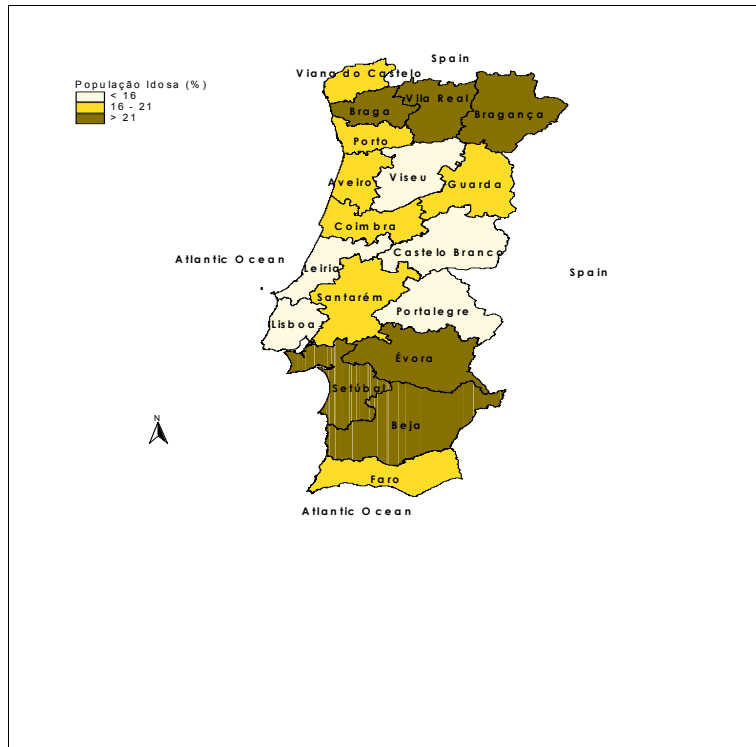 Spain
Viana do Castelo
População Idosa (%)
< 16
16 - 21
> 21
Vila Real
Braga
Bragança
Porto
Viseu
Aveiro
Guarda
Coimbra
Castelo Branco
Atlantic Ocean
Leiria
Spain
Santarém
Portalegre
Lisboa
Évora
Setúbal
N
Beja
Faro
Atlantic Ocean